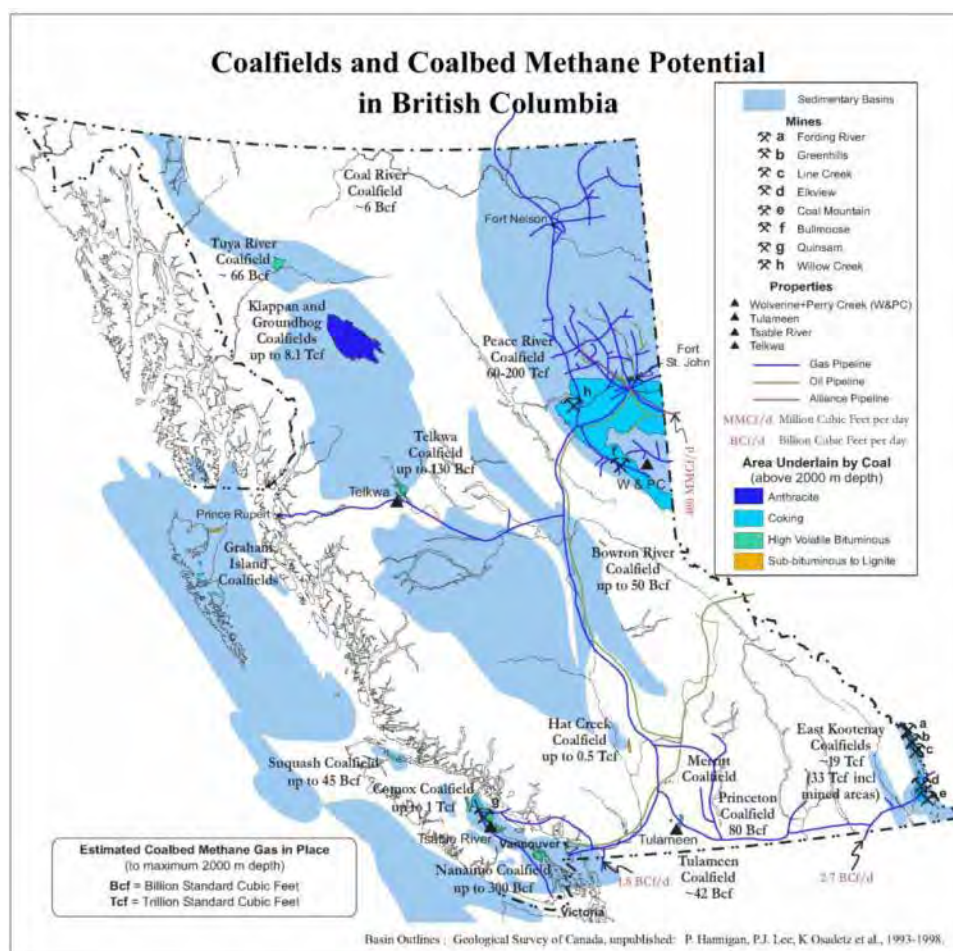 Coalfields and Coalbed Methane Potential
in British Columbia
Sedimentary Basins
Mines
a Fording River
b Greenhills
c Line Creek
d Elkview
e Coal Mountain
f Bullmoose
g Quinsam
h Willow Creek
Properties
Wolverine+Perry Creek (W&PC)
Tulameen
Tsable River
Telkwa
Gas Pipeline
Oil Pipeline
Alliance Pipeline
MMCf/d Million Cubic Feet per day
BCf/d Billion Cubic Feet per day
Area Underlain by Coal
(above 2000 m depth)
Anthracite
Coking
High Volatile Bituminous
Sub-bituminous to Lignite
Coal River
Coalfield
~6 Bcf
Fort Nelson
Tuya River
Coalfield
~ 66 Bcf
Klappan and
Groundhog
Coalfields
up to 8.1 Tcf
Peace River
Coalfield
60-200 Tcf
Fort
St. John
h
f
W & PC
MMCf/d
Telkwa
Coalfield
up to 130 Bcf
Telkwa
Prince Rupert
Graham
Island
Coalfields
Bowron River
Coalfield
up to 50 Bcf
Hat Creek
Coalfield
up to 0.5 Tcf
Suquash Coalfield
up to 45 Bcf
Comox Coalfield
up to 1 Tcf
g
Tsable River
Vancouver
Nanaimo Coalfield
up to 300 Bcf
Victoria
Merritt
Coalfield
Princeton
Coalfield
80 Bcf
Tulameen
Tulameen
Coalfield
~42 Bcf
East Kootenay
Coalfields
~19 Tcf
(33 Tcf incl
mined areas)
a
b
c
d
e
1.8 BCf/d
2.7 BCf/d
Estimated Coalbed Methane Gas in Place
(to maximum 2000 m depth)
Bcf = Billion Standard Cubic Feet
Tcf = Trillion Standard Cubic Feet
Basin Outlines ; Geological Survey of Canada, unpublished: P. Hannigan, P.J. Lee, K Osadetz et al., 1993-1998.